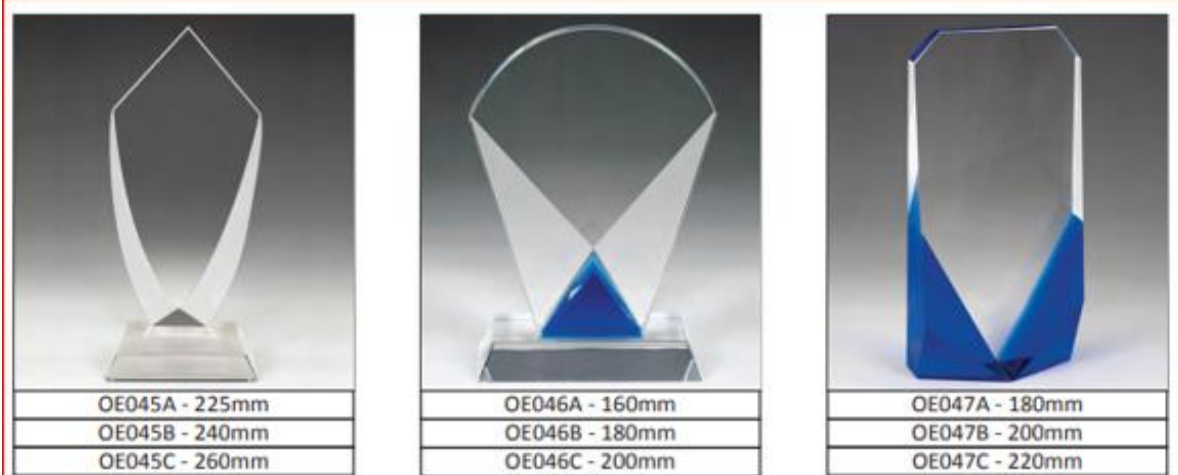 OE045A - 225mm
OE045B - 240mm
OE045C - 260mm
OE046A - 160mm
OE046B - 180mm
OE046C - 200mm
OE047A - 180mm
OE047B - 200mm
OE047C - 220mm